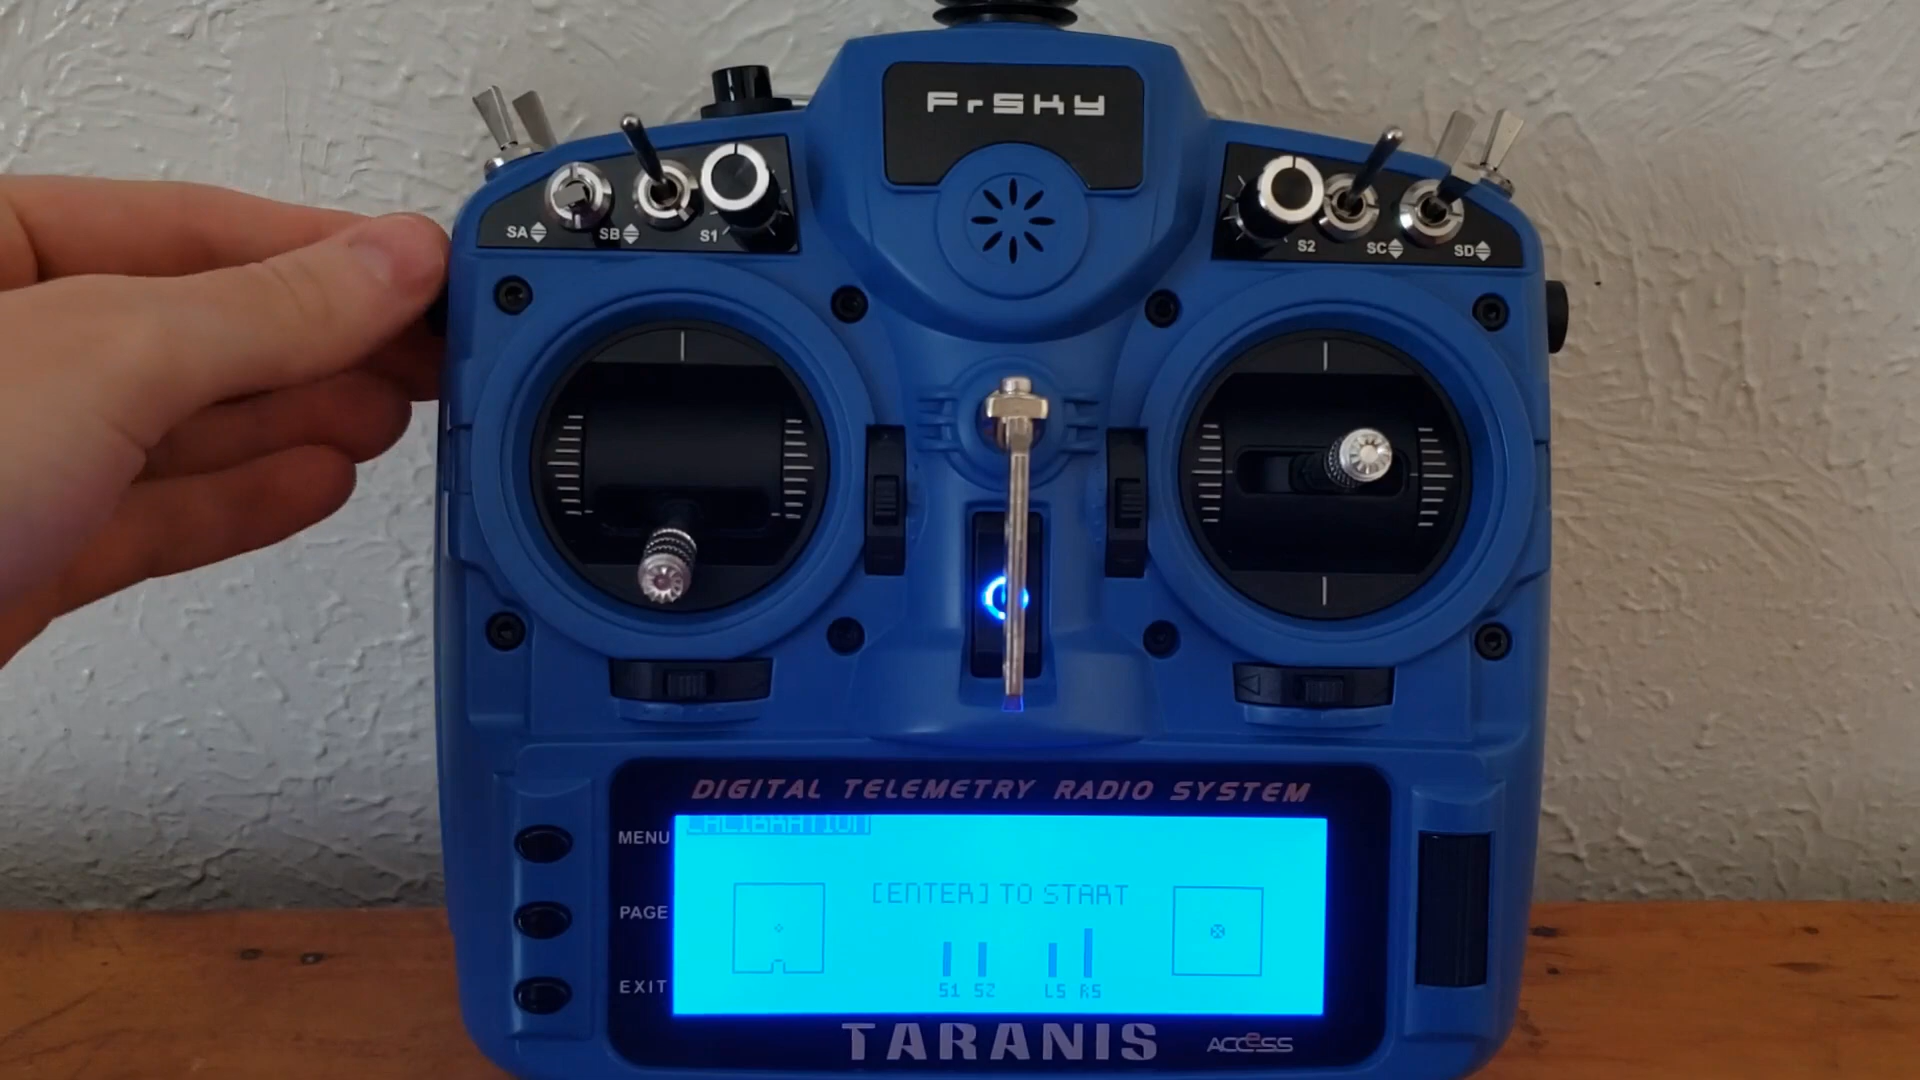 FrSKY
SA SB S1
S2 SC SD
DIGITAL TELEMETRY RADIO SYSTEM
CALIBRATION
MENU
[ENTER] TO START
PAGE
S1 S2 LS RS
EXIT
TARANIS ACCESS